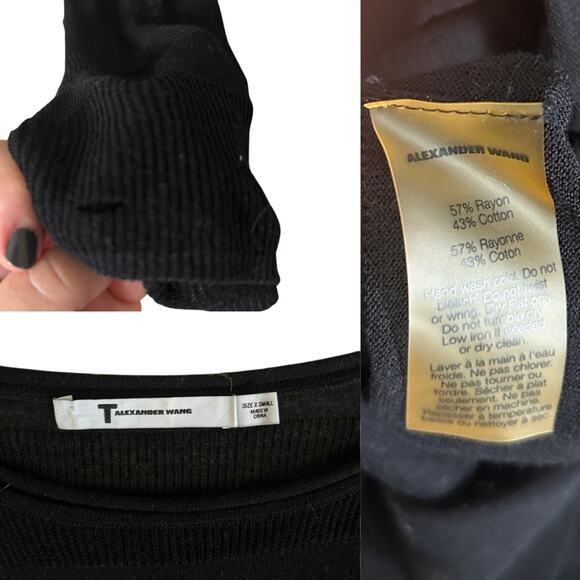 T ALEXANDER WANG
SIZE X SMALL
MADE IN
CHINA
ALEXANDER WANG
57% Rayon
43% Cotton
57% Rayonne
43% Coton
Hand wash cold. Do not
bleach. Do not twist
or wring. Dry flat only.
Do not tumble dry.
Low iron if needed
or dry clean.
Laver à la main à l'eau
froide. Ne pas chlorer.
Ne pas tourner ou
tordre. Sécher a plat
seulement. Ne pas
sécher en machine.
Repasser à température
basse ou nettoyer à sec.